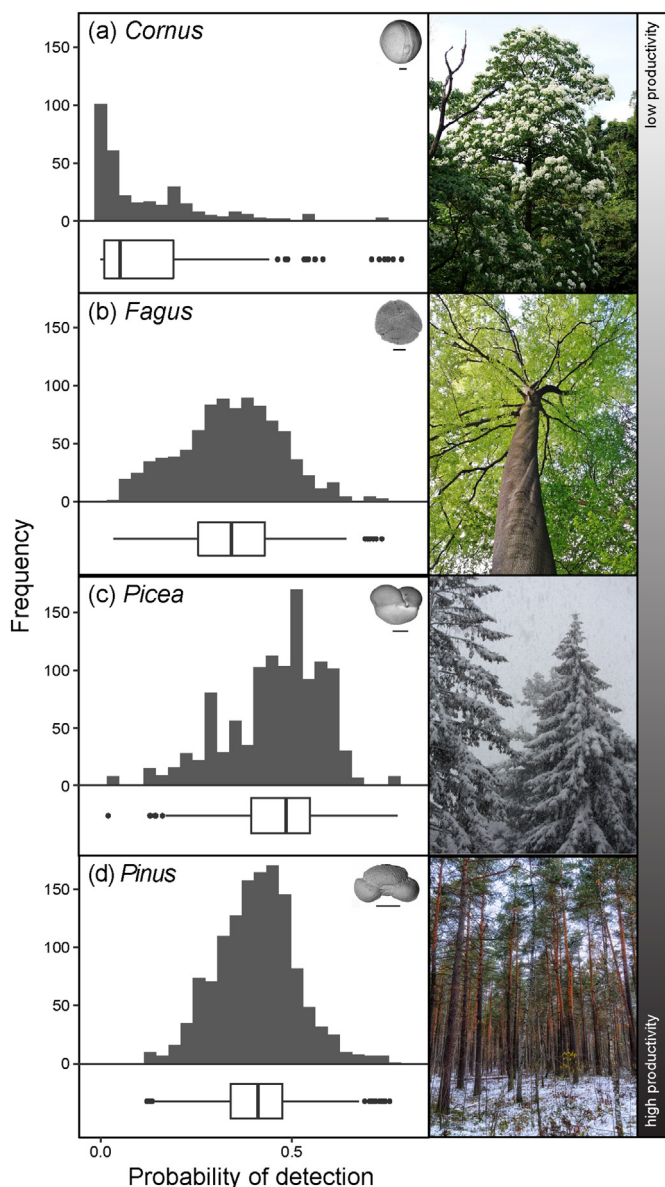 (a) Cornus
150
100
50
0
low productivity
(b) Fagus
150
100
50
0
Frequency
(c) Picea
150
100
50
0
(d) Pinus
150
100
50
0
high productivity
0.0
0.5
Probability of detection